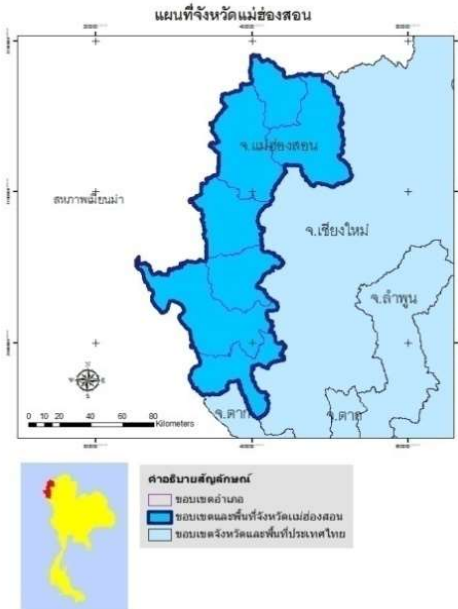 แผนที่จังหวัดแม่ฮ่องสอน
จ.แม่ฮ่องสอน
สหภาพเมียนม่า
จ.เชียงใหม่
จ.ลำพูน
จ.ตาก
จ.ตาก
N
S
0 5 10 20 40 60 80
Kilometers
คำอธิบายสัญลักษณ์
ขอบเขตอำเภอ
ขอบเขตและพื้นที่จังหวัดแม่ฮ่องสอน
ขอบเขตจังหวัดและพื้นที่ประเทศไทย